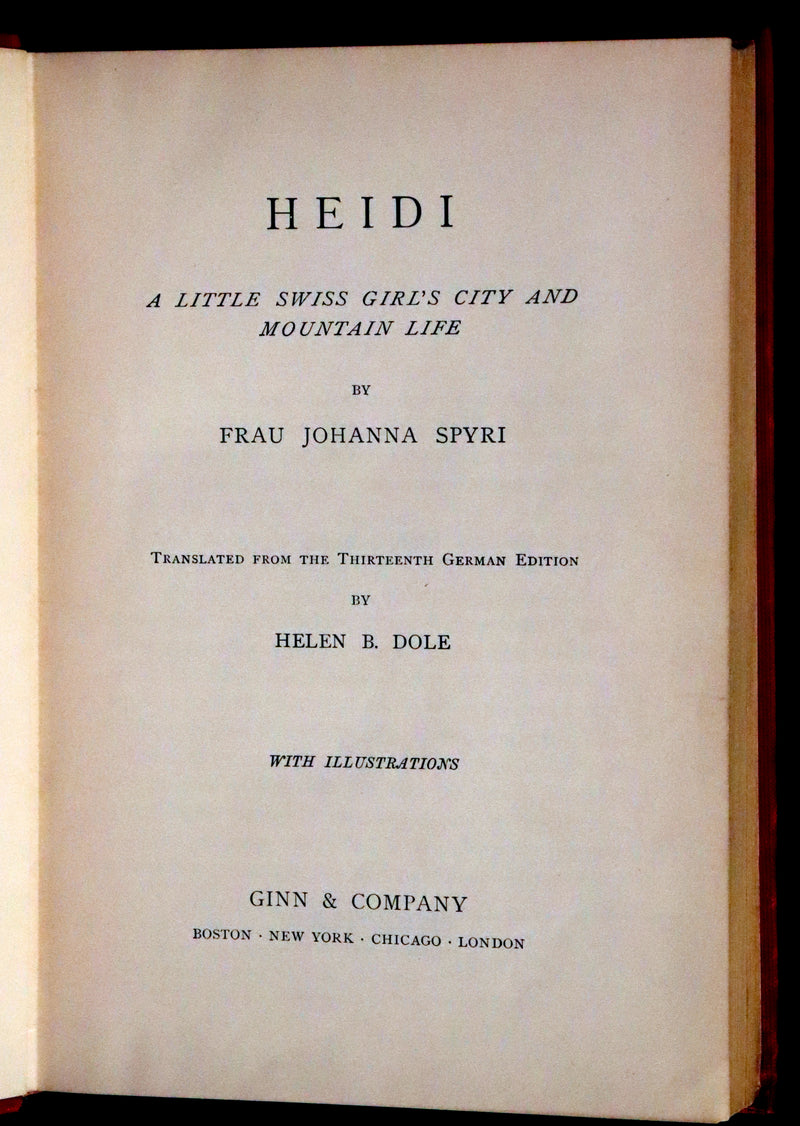 HEIDI
A LITTLE SWISS GIRL'S CITY AND
MOUNTAIN LIFE
BY
FRAU JOHANNA SPYRI
TRANSLATED FROM THE THIRTEENTH GERMAN EDITION
BY
HELEN B. DOLE
WITH ILLUSTRATIONS
GINN & COMPANY
BOSTON · NEW YORK · CHICAGO · LONDON